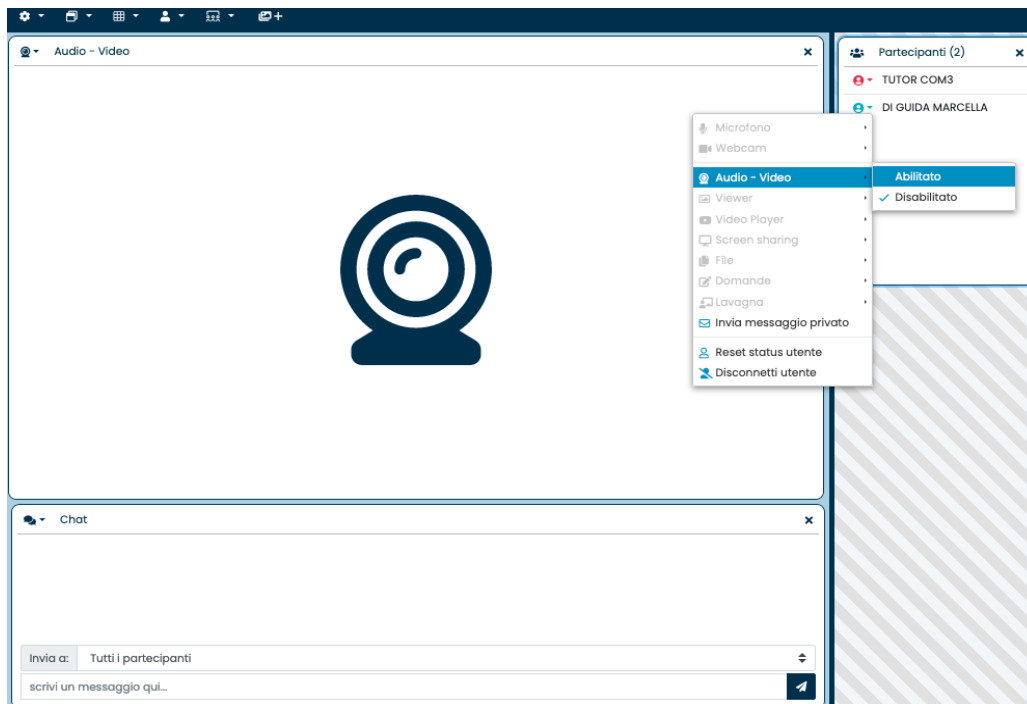 Audio - Video
Partecipanti (2)
TUTOR COM3
DI GUIDA MARCELLA
Microfono
Webcam
Audio - Video
Abilitato
Disabilitato
Viewer
Video Player
Screen sharing
File
Domande
Lavagna
Invia messaggio privato
Reset status utente
Disconnetti utente
Chat
Invia a: Tutti i partecipanti
scrivi un messaggio qui...